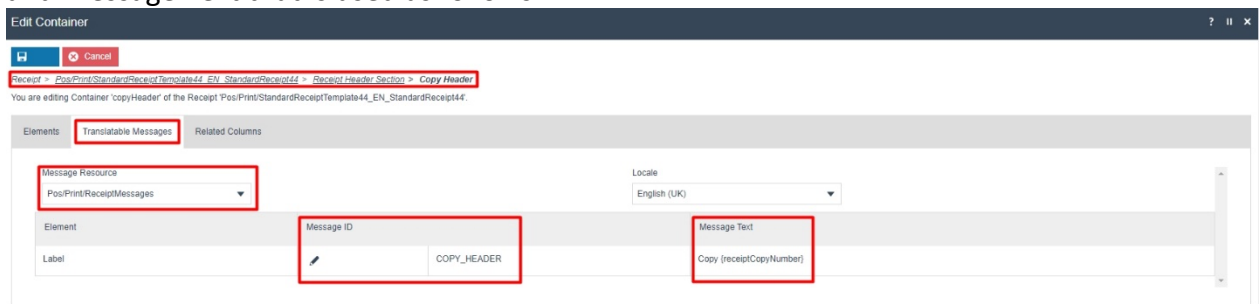 Edit Container
? II X
Cancel
Receipt > Pos/Print/StandardReceiptTemplate44_EN_StandardReceipt44 > Receipt Header Section > Copy Header
You are editing Container 'copyHeader' of the Receipt 'Pos/Print/StandardReceiptTemplate44_EN_StandardReceipt44'.
Elements Translatable Messages Related Columns
Message Resource Locale
Pos/Print/ReceiptMessages English (UK)
Element Message ID Message Text
Label COPY_HEADER Copy {receiptCopyNumber}